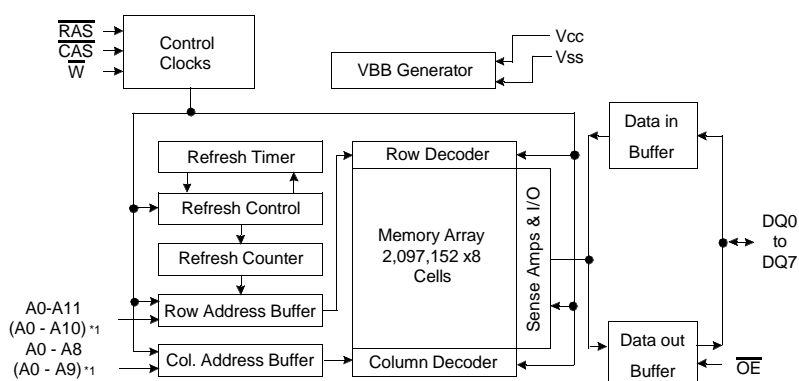 RAS
CAS
W
Control
Clocks
VBB Generator
Vcc
Vss
Refresh Timer
Refresh Control
Refresh Counter
Row Address Buffer
Col. Address Buffer
A0-A11
(A0 - A10) *1
A0 - A8
(A0 - A9) *1
Row Decoder
Memory Array
2,097,152 x8
Cells
Column Decoder
Sense Amps & I/O
Data in
Buffer
Data out
Buffer
DQ0
to
DQ7
OE